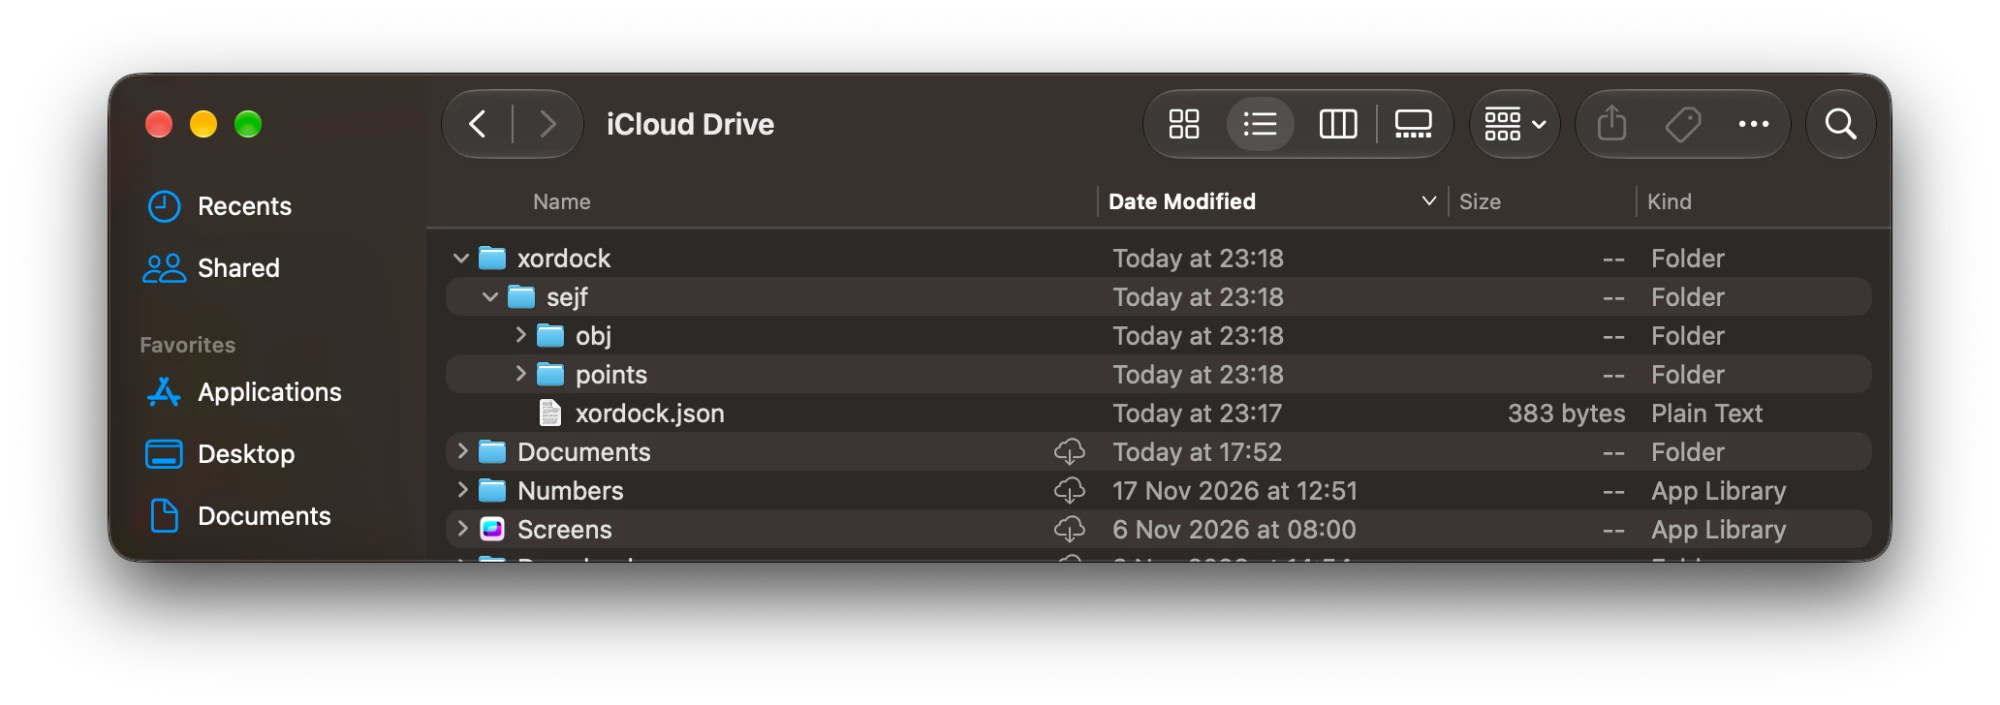 iCloud Drive
Recents
Shared
Favorites
Applications
Desktop
Documents
Name Date Modified Size Kind
xordock Today at 23:18 -- Folder
sejf Today at 23:18 -- Folder
obj Today at 23:18 -- Folder
points Today at 23:18 -- Folder
xordock.json Today at 23:17 383 bytes Plain Text
Documents Today at 17:52 -- Folder
Numbers 17 Nov 2026 at 12:51 -- App Library
Screens 6 Nov 2026 at 08:00 -- App Library